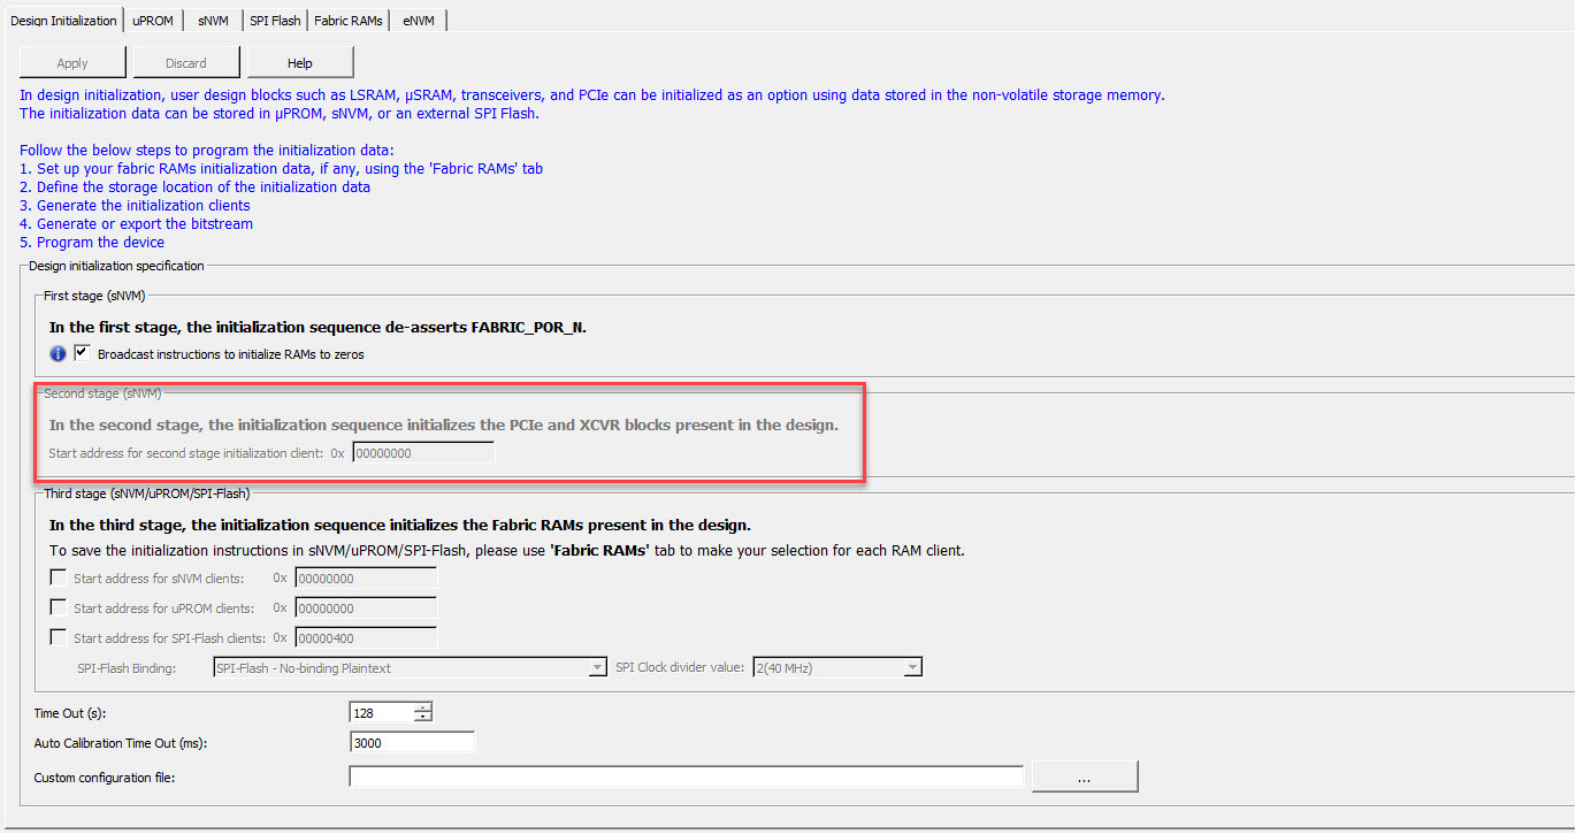 Design Initialization uPROM sNVM SPI Flash Fabric RAMs eNVM
Apply Discard Help
In design initialization, user design blocks such as LSRAM, µSRAM, transceivers, and PCIe can be initialized as an option using data stored in the non-volatile storage memory.
The initialization data can be stored in µPROM, sNVM, or an external SPI Flash.
Follow the below steps to program the initialization data:
1. Set up your fabric RAMs initialization data, if any, using the 'Fabric RAMs' tab
2. Define the storage location of the initialization data
3. Generate the initialization clients
4. Generate or export the bitstream
5. Program the device
Design initialization specification
First stage (sNVM)
In the first stage, the initialization sequence de-asserts FABRIC_POR_N.
Broadcast instructions to initialize RAMs to zeros
Second stage (sNVM)
In the second stage, the initialization sequence initializes the PCIe and XCVR blocks present in the design.
Start address for second stage initialization client: 0x 00000000
Third stage (sNVM/uPROM/SPI-Flash)
In the third stage, the initialization sequence initializes the Fabric RAMs present in the design.
To save the initialization instructions in sNVM/uPROM/SPI-Flash, please use 'Fabric RAMs' tab to make your selection for each RAM client.
Start address for sNVM clients: 0x 00000000
Start address for uPROM clients: 0x 00000000
Start address for SPI-Flash clients: 0x 00000400
SPI-Flash Binding: SPI-Flash - No-binding Plaintext SPI Clock divider value: 2(40 MHz)
Time Out (s): 128
Auto Calibration Time Out (ms): 3000
Custom configuration file: ...